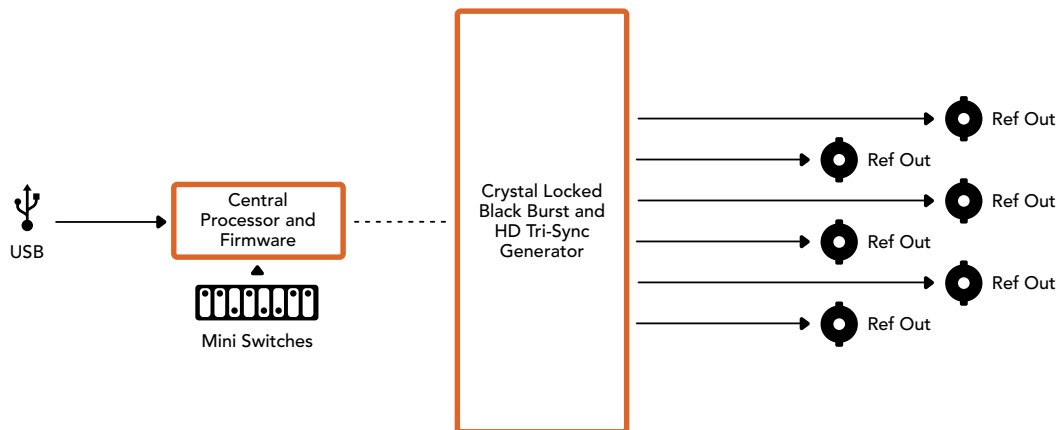 USB
Central
Processor and
Firmware
Mini Switches
Crystal Locked
Black Burst and
HD Tri-Sync
Generator
Ref Out
Ref Out
Ref Out
Ref Out
Ref Out
Ref Out